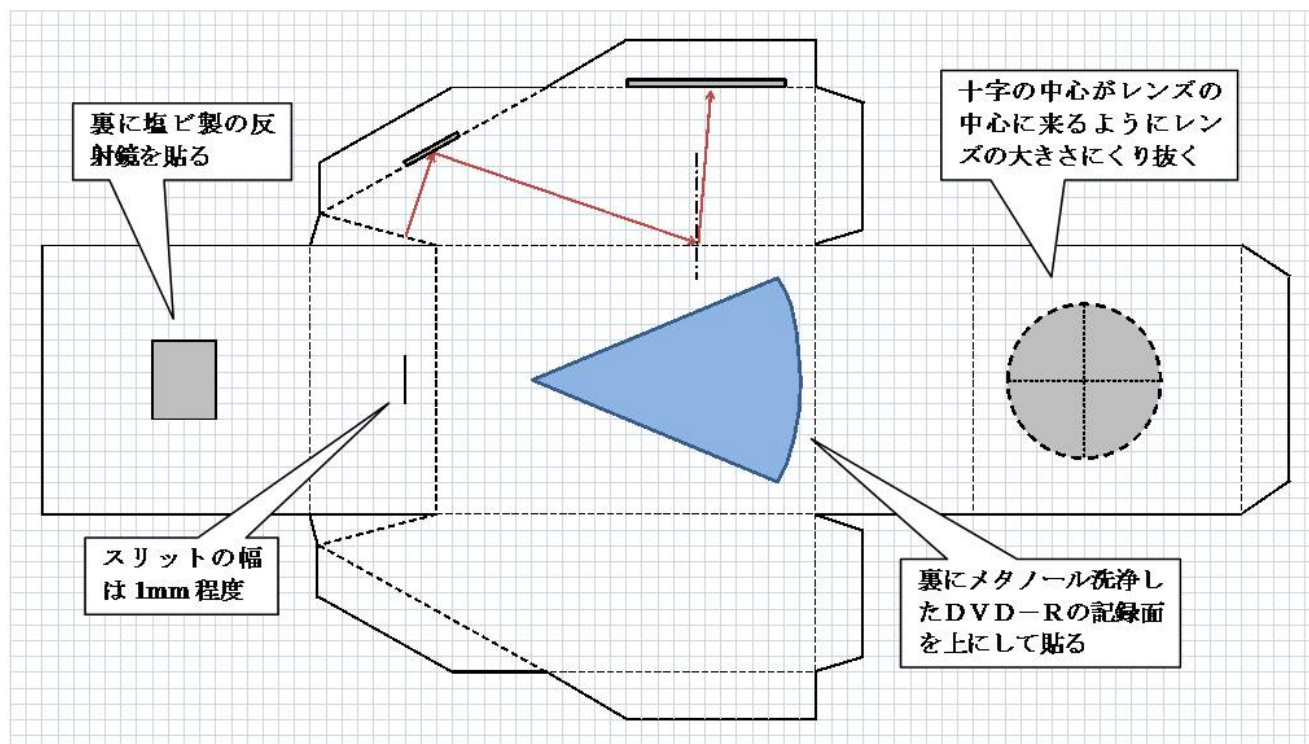 裏に塩ビ製の反
射鏡を貼る
十字の中心がレンズの
中心に来るようにレン
ズの大きさにくり抜く
スリットの幅
は1mm程度
裏にメタノール洗浄し
たDVD－Rの記録面
を上にして貼る